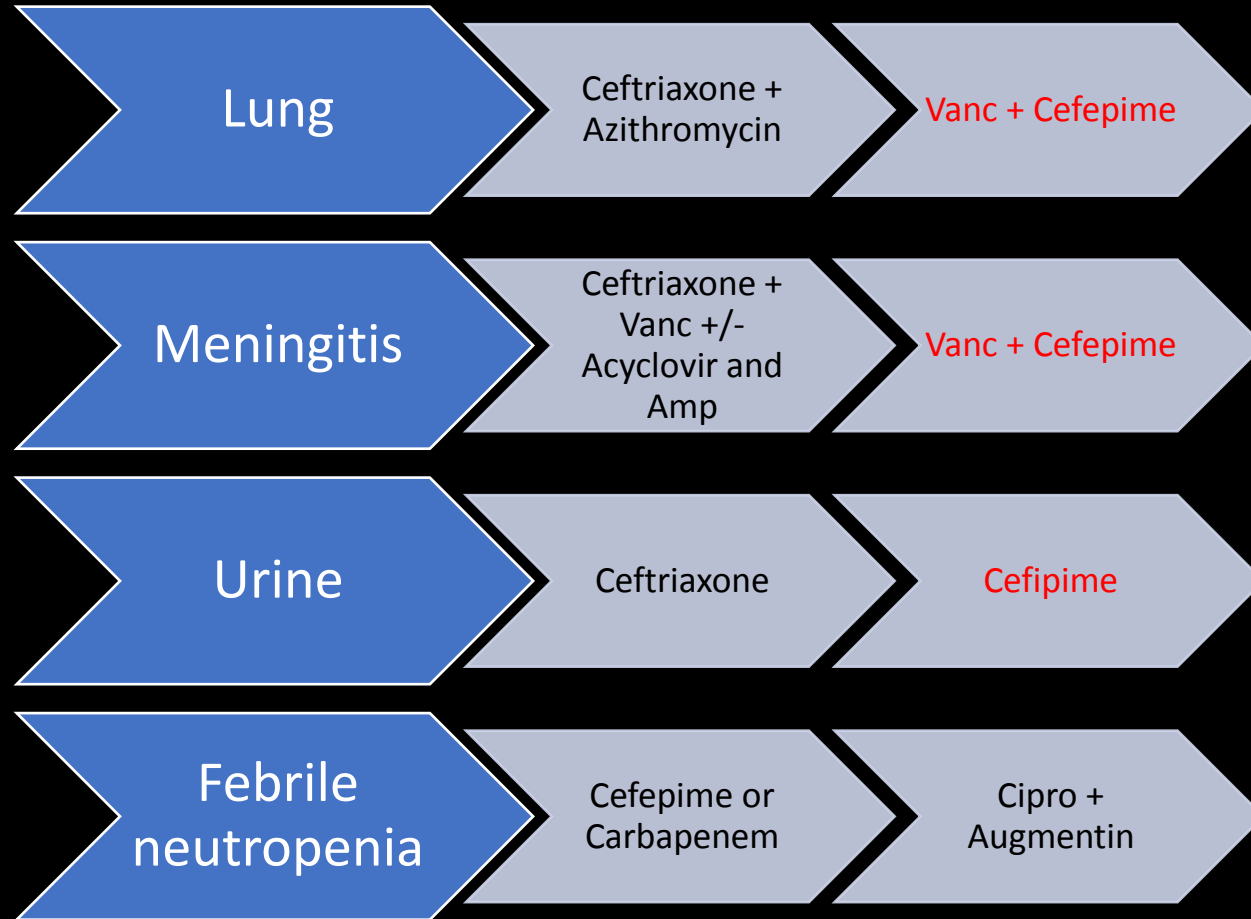 Lung
Ceftriaxone +
Azithromycin
Vanc + Cefepime
Meningitis
Ceftriaxone +
Vanc +/-
Acyclovir and
Amp
Vanc + Cefepime
Urine
Ceftriaxone
Cefipime
Febrile
neutropenia
Cefepime or
Carbapenem
Cipro +
Augmentin